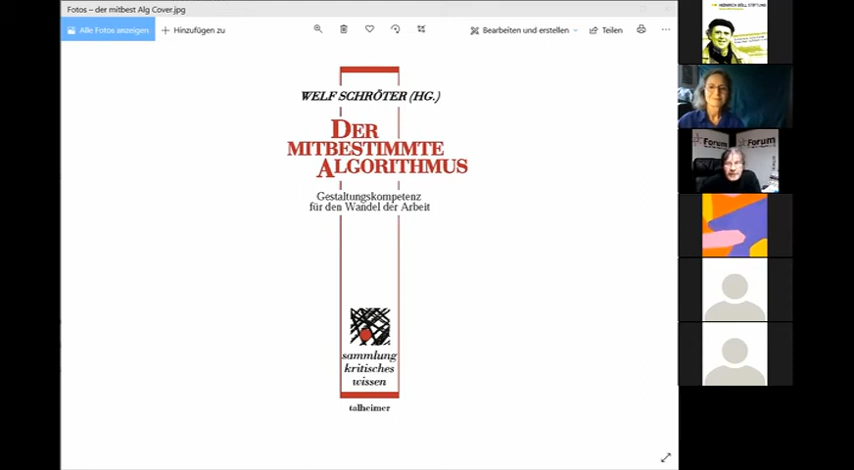 Fotos – der mitbest Alg Cover.jpg
Alle Fotos anzeigen
Hinzufügen zu
Bearbeiten und erstellen
Teilen
WELF SCHRÖTER (HG.)
DER
MITBESTIMMTE
ALGORITHMUS
Gestaltungskompetenz
für den Wandel der Arbeit
sammlung
kritisches
wissen
talheimer
HEINRICH BÖLL STIFTUNG
Forum
Forum